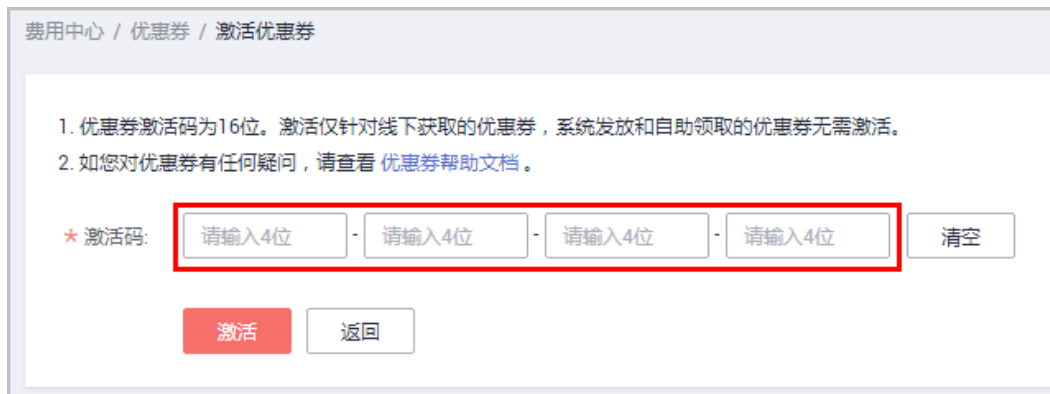 费用中心 / 优惠券 / 激活优惠券
1. 优惠券激活码为16位。激活仅针对线下获取的优惠券，系统发放和自助领取的优惠券无需激活。
2. 如您对优惠券有任何疑问，请查看 优惠券帮助文档 。
* 激活码: 请输入4位 - 请输入4位 - 请输入4位 - 请输入4位 清空
激活 返回